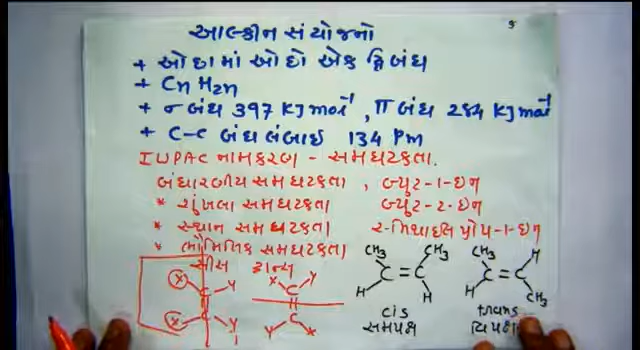 આલ્કીન સંયોજનો
+ ઓછામાં ઓછો એક દ્વિબંધ
+ CnH2n
+ σ બંધ 397 KJ mol-1, π બંધ 284 KJ mol-1
+ C-C બંધ લંબાઈ 134 Pm
IUPAC નામકરણ - સમઘટકતા.
બંધારણીય સમઘટકતા, બ્યુટ-1-ઇન
* શૃંખલા સમઘટકતા બ્યુટ-2-ઇન
* સ્થાન સમઘટકતા 2-મિથાઇલ પ્રોપ-1-ઇન
* ભૌમિતિક સમઘટકતા
સીસ ટ્રાન્સ
CH3 CH3 CH3 H
C=C C=C
H H H CH3
X C Y X C Y
X C Y Y C X
cis trans
સમપક્ષ વિપક્ષ